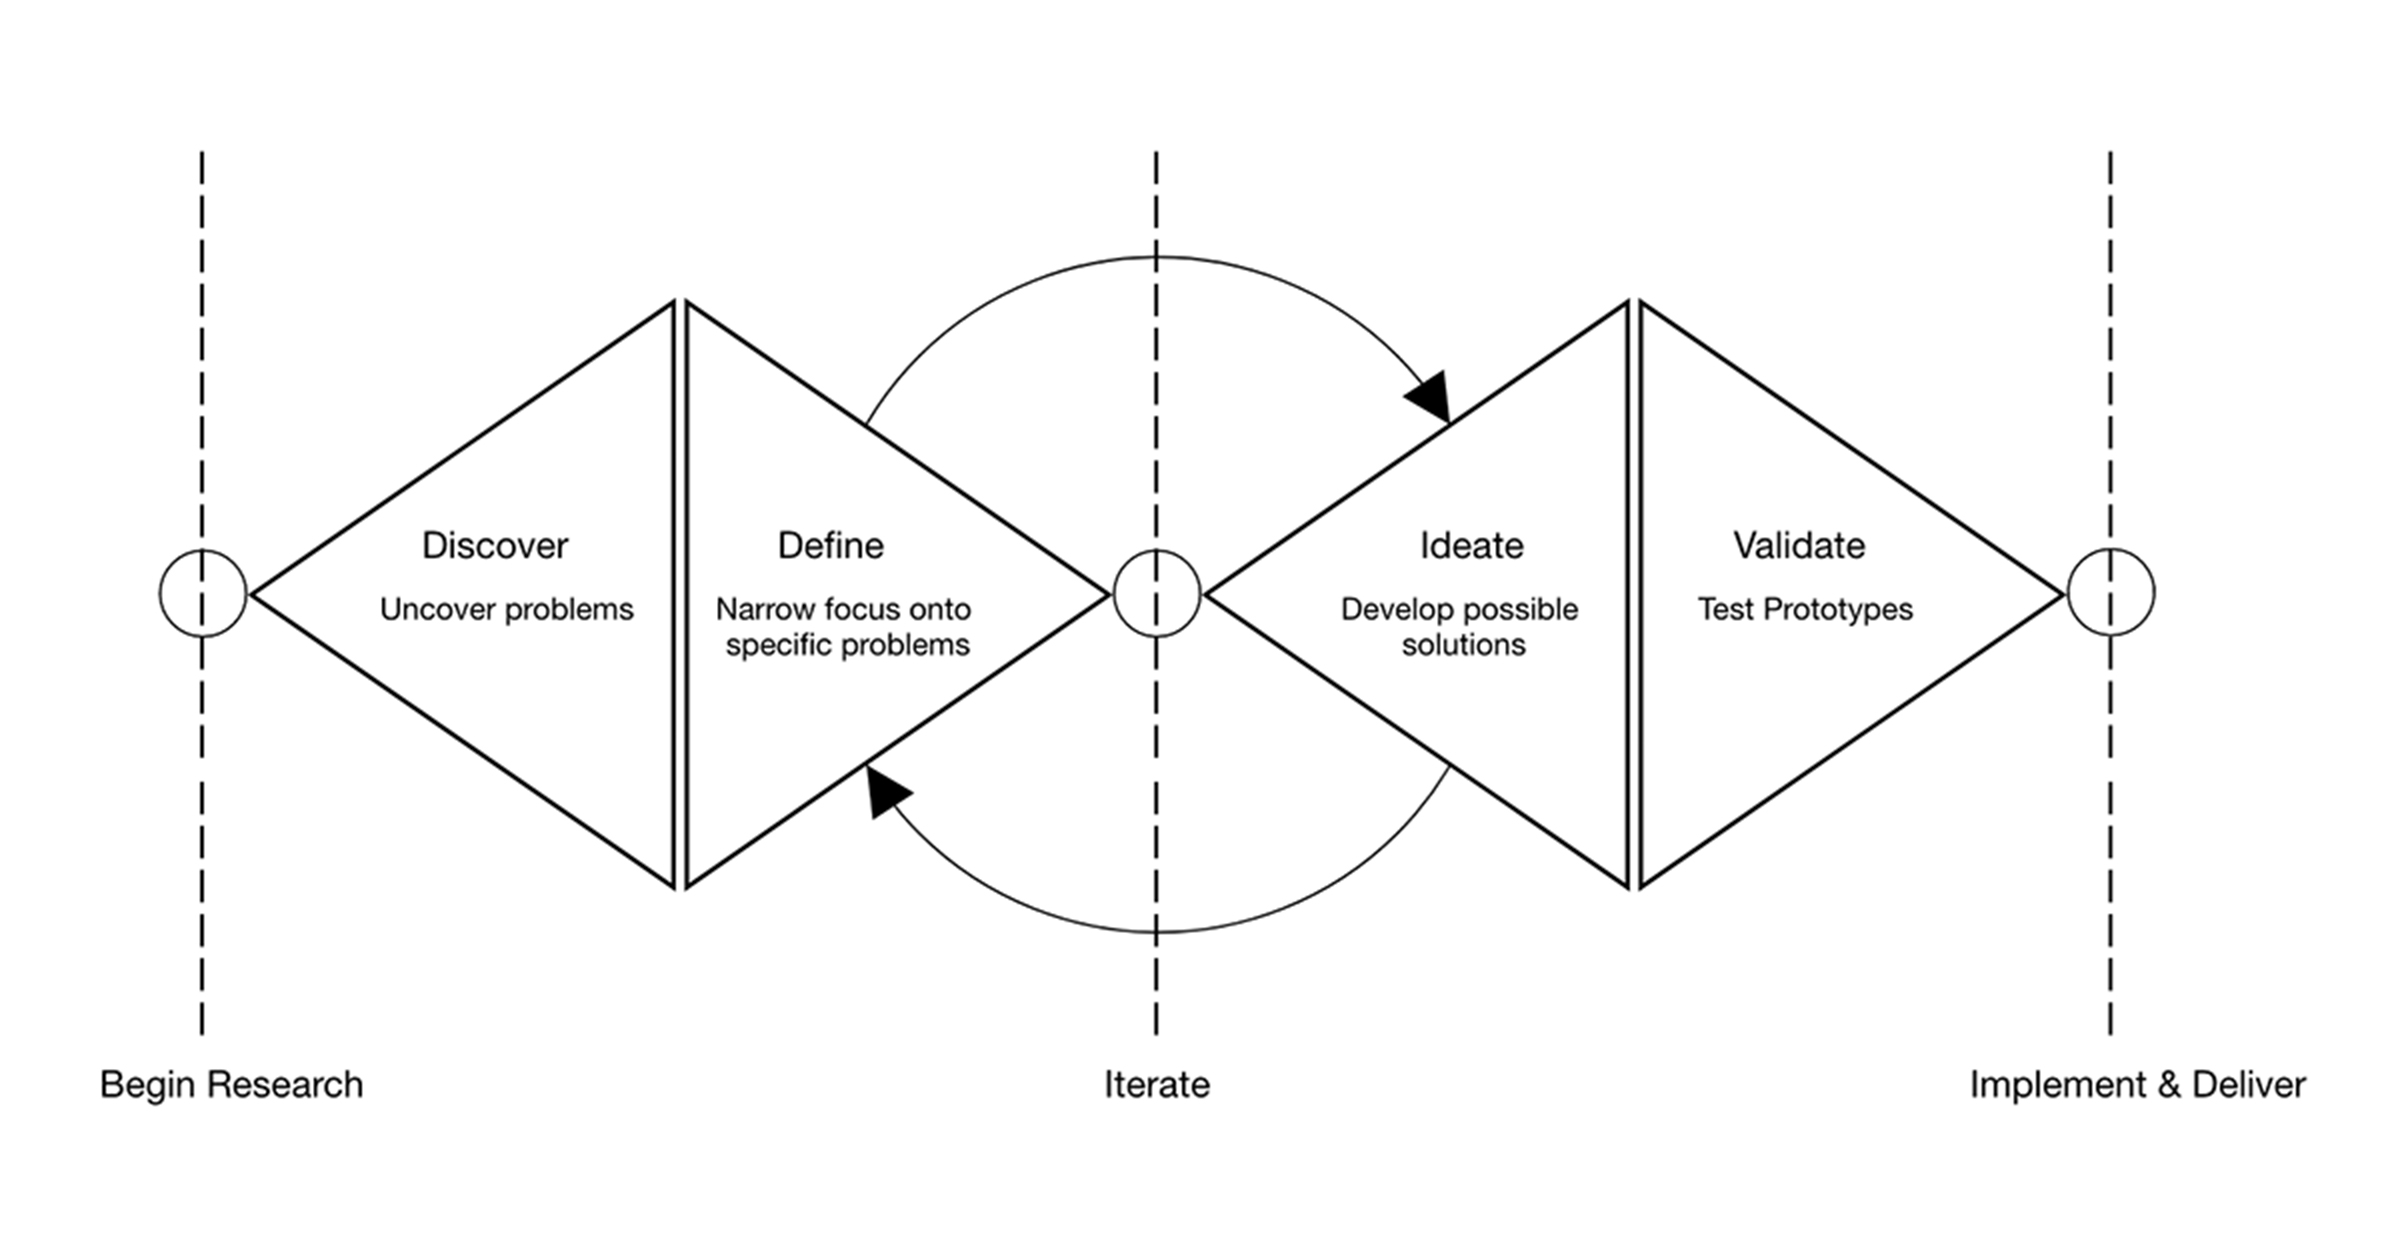 Discover
Uncover problems
Define
Narrow focus onto
specific problems
Ideate
Develop possible
solutions
Validate
Test Prototypes
Begin Research
Iterate
Implement & Deliver